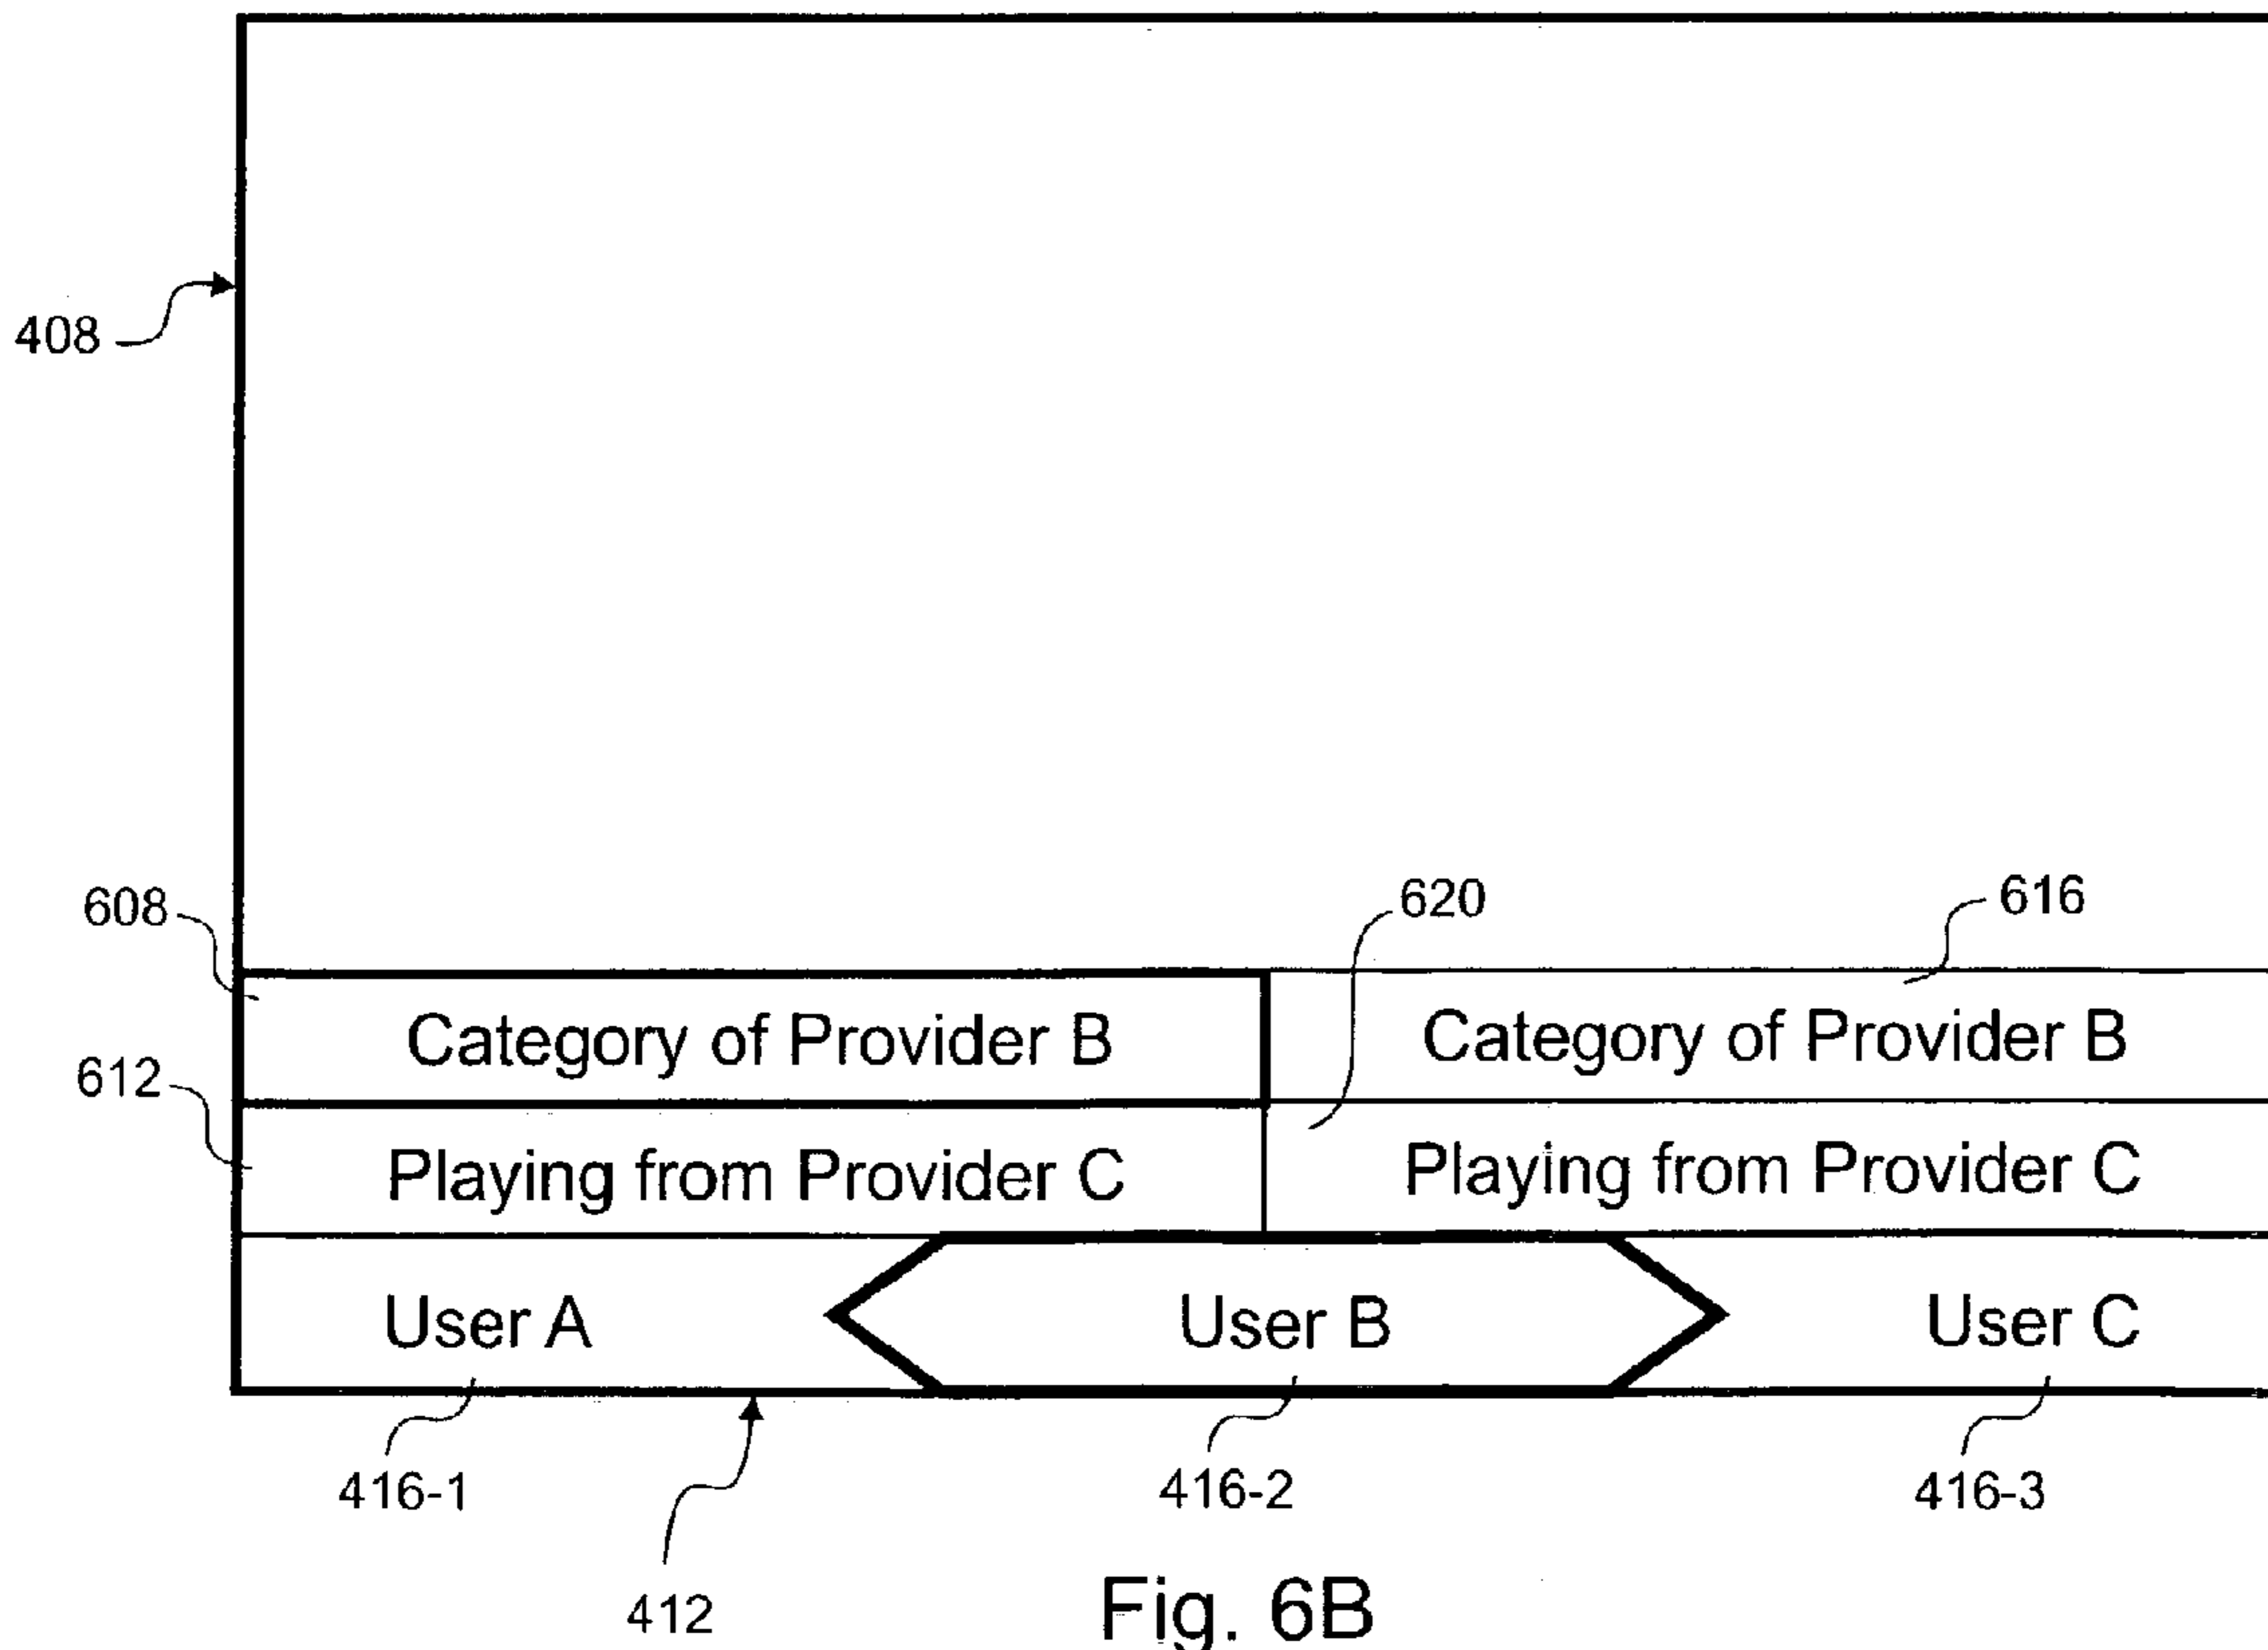 408
608
620
616
Category of Provider B
Category of Provider B
612
Playing from Provider C
Playing from Provider C
User A
User B
User C
416-1
416-2
416-3
412
Fig. 6B